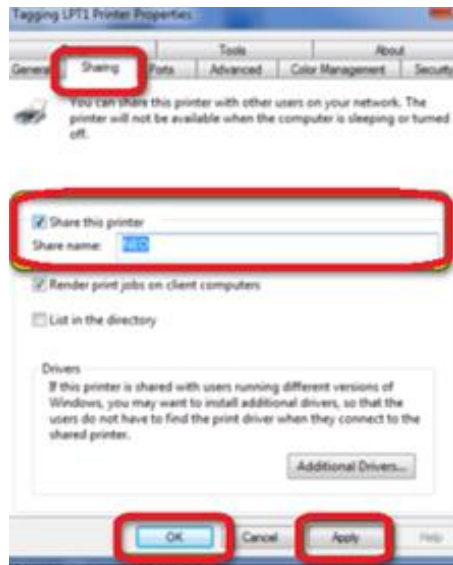 Tagging LPT1 Printer Properties
Tools About
General Sharing Ports Advanced Color Management Security
You can share this printer with other users on your network. The
printer will not be available when the computer is sleeping or turned
off.
Share this printer
Share name: NEO
Render print jobs on client computers
List in the directory
Drivers
If this printer is shared with users running different versions of
Windows, you may want to install additional drivers, so that the
users do not have to find the print driver when they connect to the
shared printer.
Additional Drivers...
OK Cancel Apply Help